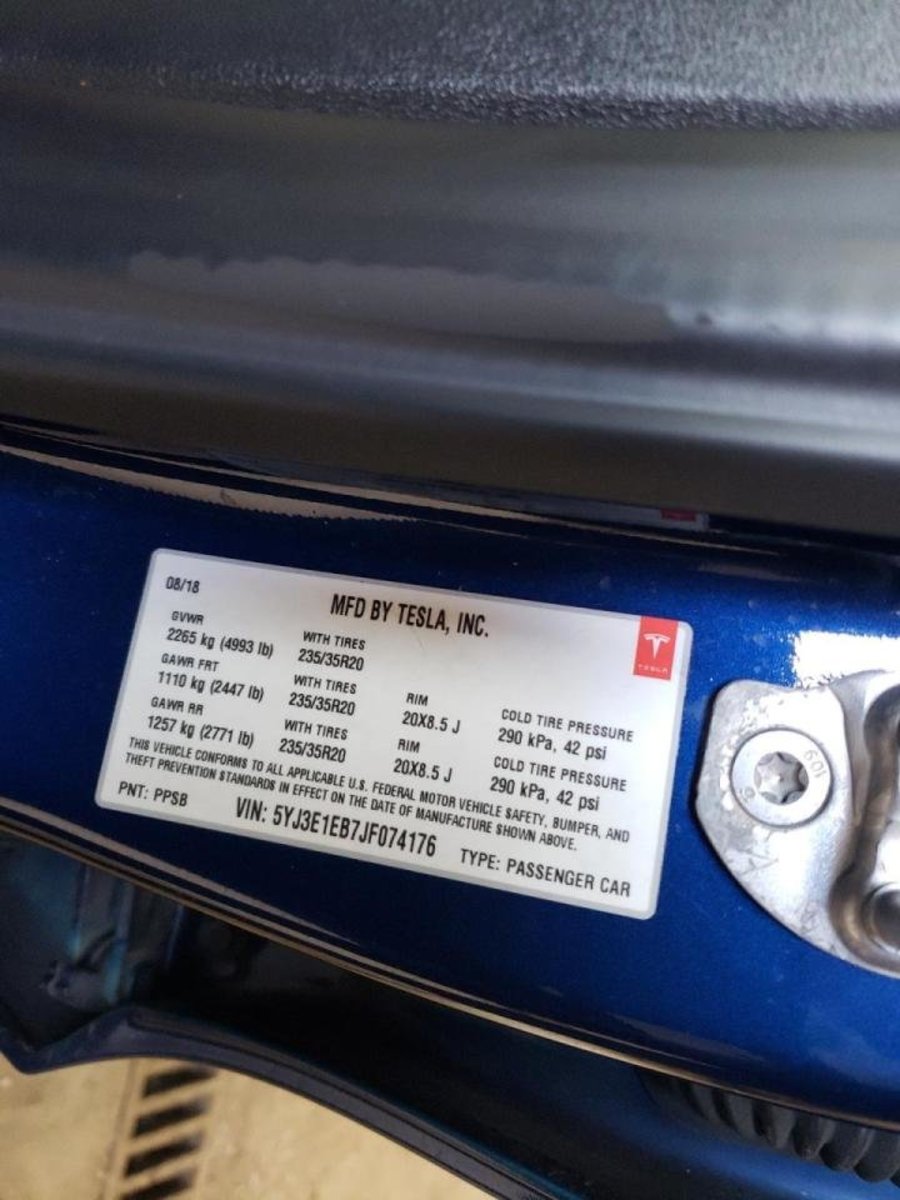 08/18
MFD BY TESLA, INC.
TESLA
GVWR
2265 kg (4993 lb)
WITH TIRES
235/35R20
GAWR FRT
1110 kg (2447 lb)
WITH TIRES
235/35R20
RIM
20X8.5 J
COLD TIRE PRESSURE
290 kPa, 42 psi
GAWR RR
1257 kg (2771 lb)
WITH TIRES
235/35R20
RIM
20X8.5 J
COLD TIRE PRESSURE
290 kPa, 42 psi
THIS VEHICLE CONFORMS TO ALL APPLICABLE U.S. FEDERAL MOTOR VEHICLE SAFETY, BUMPER, AND
THEFT PREVENTION STANDARDS IN EFFECT ON THE DATE OF MANUFACTURE SHOWN ABOVE.
PNT: PPSB
VIN: 5YJ3E1EB7JF074176
TYPE: PASSENGER CAR